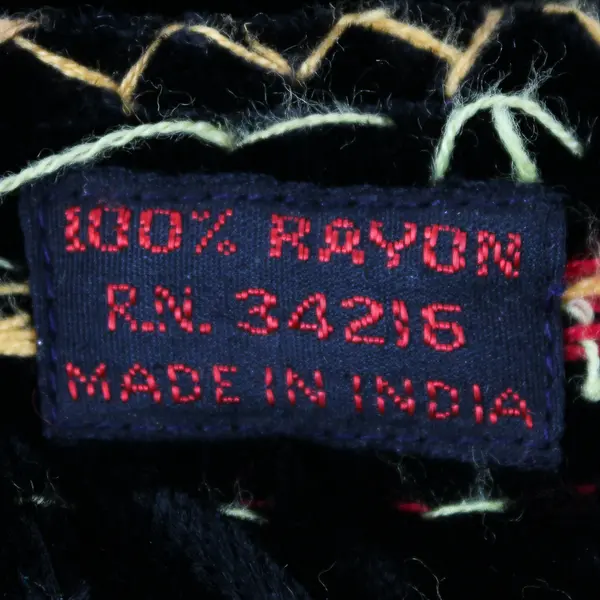 100% RAYON
R.N. 34216
MADE IN INDIA